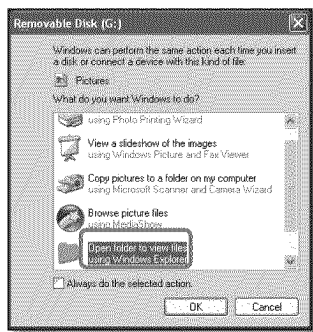 Removable Disk (G:)
Windows can perform the same action each time you insert
a disk or connect a device with this kind of file:
Pictures
What do you want Windows to do?
using Photo Printing Wizard
View a slideshow of the images
using Windows Picture and Fax Viewer
Copy pictures to a folder on my computer
using Microsoft Scanner and Camera Wizard
Browse picture files
using MediaShow
Open folder to view files
using Windows Explorer
Always do the selected action.
OK
Cancel